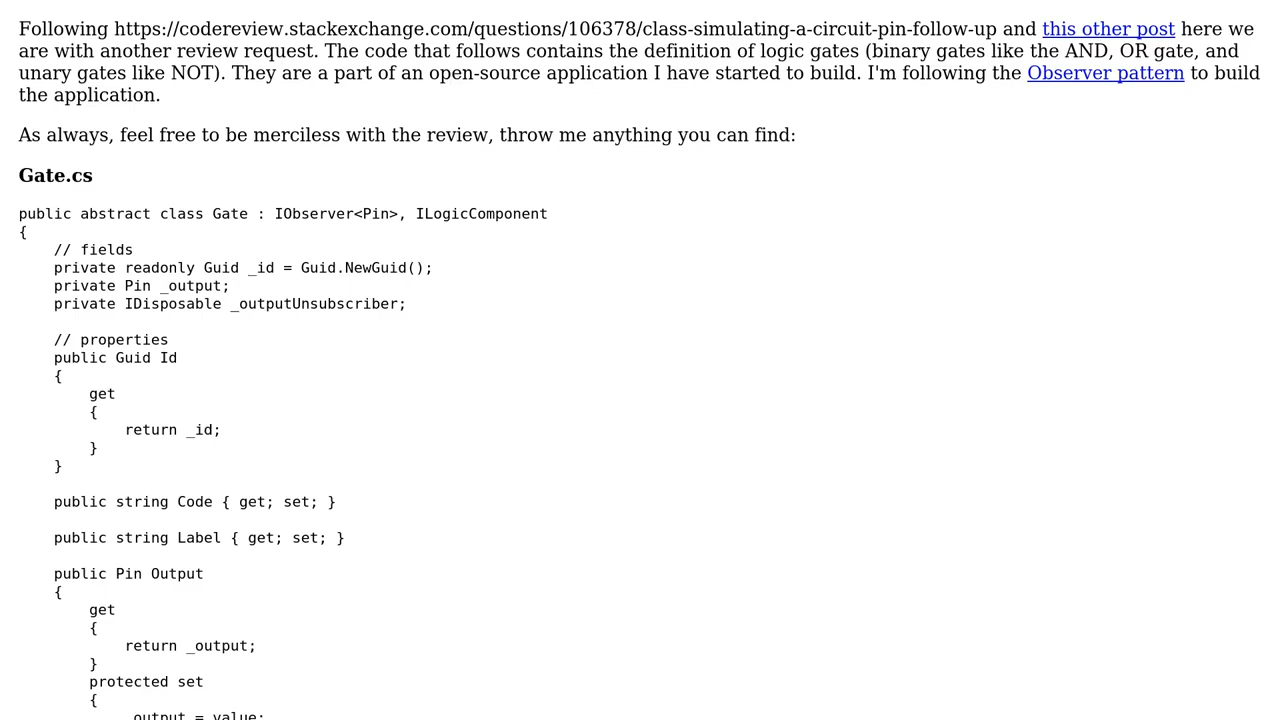 Following https://codereview.stackexchange.com/questions/106378/class-simulating-a-circuit-pin-follow-up and this other post here we
are with another review request. The code that follows contains the definition of logic gates (binary gates like the AND, OR gate, and
unary gates like NOT). They are a part of an open-source application I have started to build. I'm following the Observer pattern to build
the application.
As always, feel free to be merciless with the review, throw me anything you can find:
Gate.cs
public abstract class Gate : IObserver<Pin>, ILogicComponent
{
    // fields
    private readonly Guid _id = Guid.NewGuid();
    private Pin _output;
    private IDisposable _outputUnsubscriber;
    // properties
    public Guid Id
    {
        get
        {
            return _id;
        }
    }
    public string Code { get; set; }
    public string Label { get; set; }
    public Pin Output
    {
        get
        {
            return _output;
        }
        protected set
        {
            _output = value;